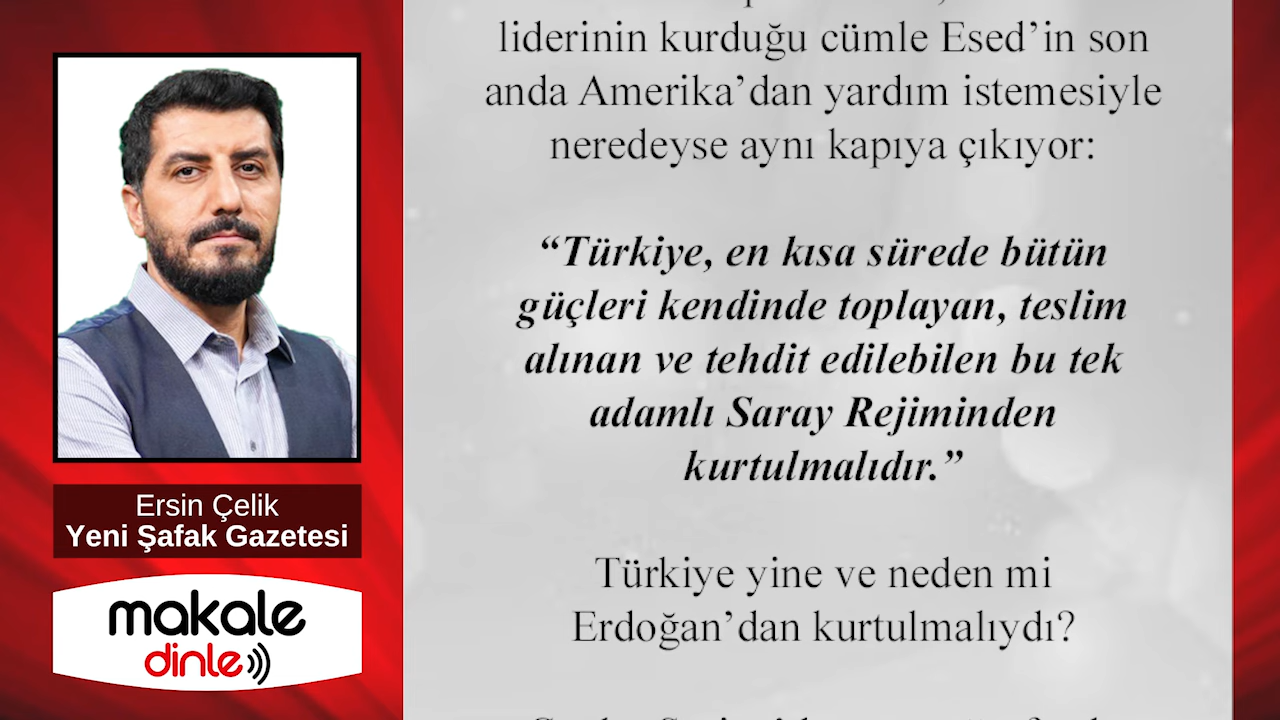 liderinin kurduğu cümle Esed’in son
anda Amerika’dan yardım istemesiyle
neredeyse aynı kapıya çıkıyor:
“Türkiye, en kısa sürede bütün
güçleri kendinde toplayan, teslim
alınan ve tehdit edilebilen bu tek
adamlı Saray Rejiminden
kurtulmalıdır.”
Türkiye yine ve neden mi
Erdoğan’dan kurtulmalıydı?
Ersin Çelik
Yeni Şafak Gazetesi
makale
dinle